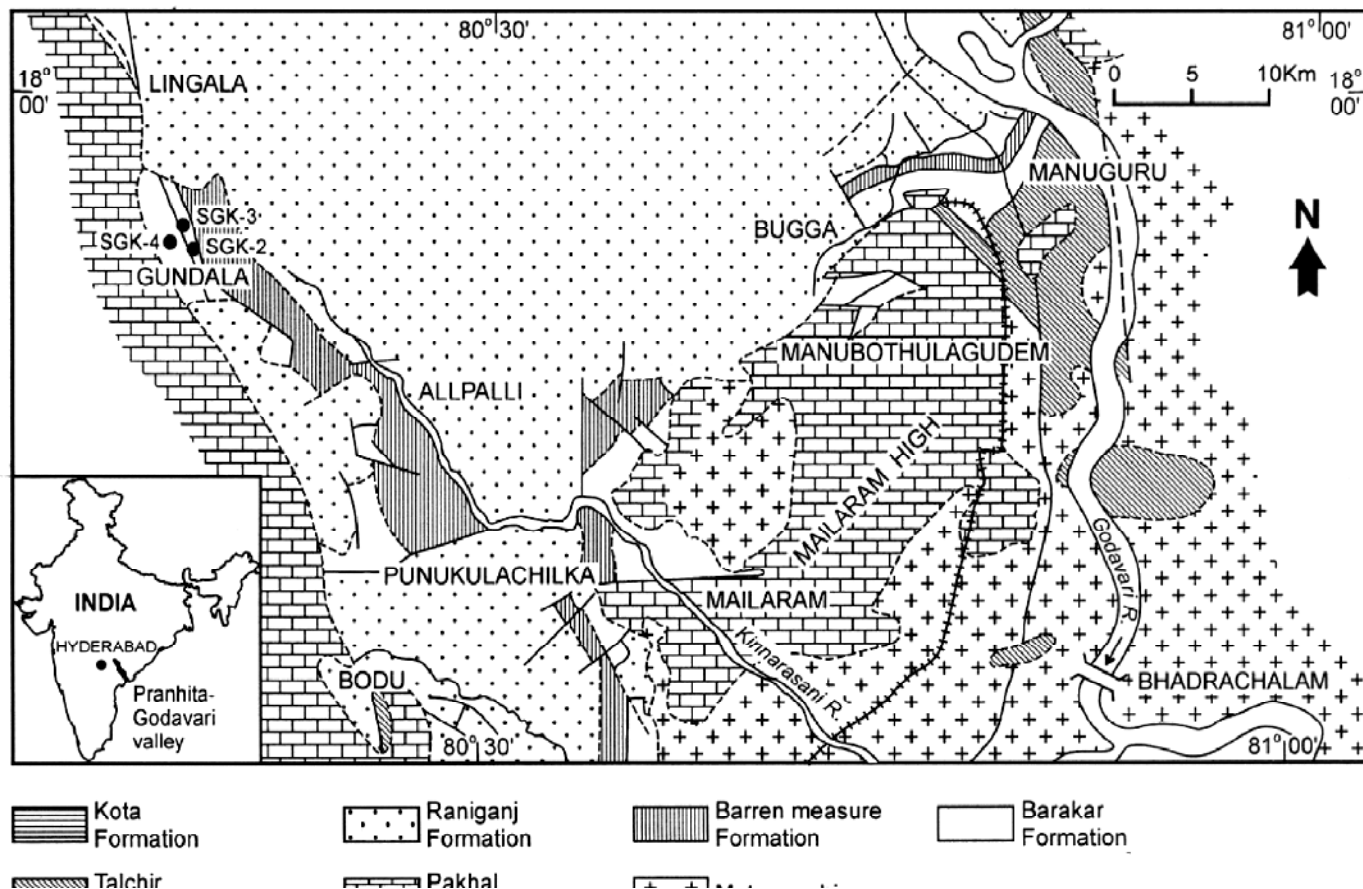 80°30'
81°00'
18°
00'
LINGALA
0 5 10Km
18°
00'
MANUGURU
SGK-3
SGK-4
SGK-2
BUGGA
N
GUNDALA
MANUBOTHULAGUDEM
ALLPALLI
MAILARAM HIGH
Godavari R.
PUNUKULACHILKA
INDIA
MAILARAM
HYDERABAD
Kinnarasani R.
BODU
BHADRACHALAM
Pranhita-
Godavari
valley
80°30'
81°00'
Kota
Formation
Raniganj
Formation
Barren measure
Formation
Barakar
Formation
Talchir
Pakhal